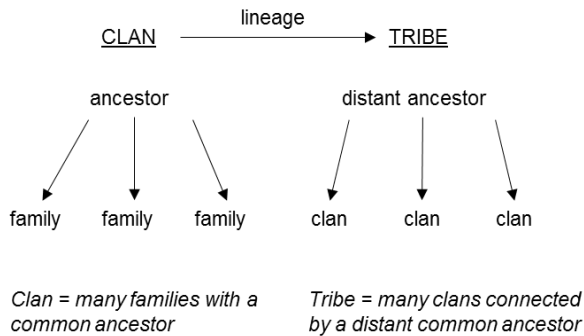 lineage
CLAN TRIBE
ancestor distant ancestor
family family family clan clan clan
Clan = many families with a
common ancestor
Tribe = many clans connected
by a distant common ancestor